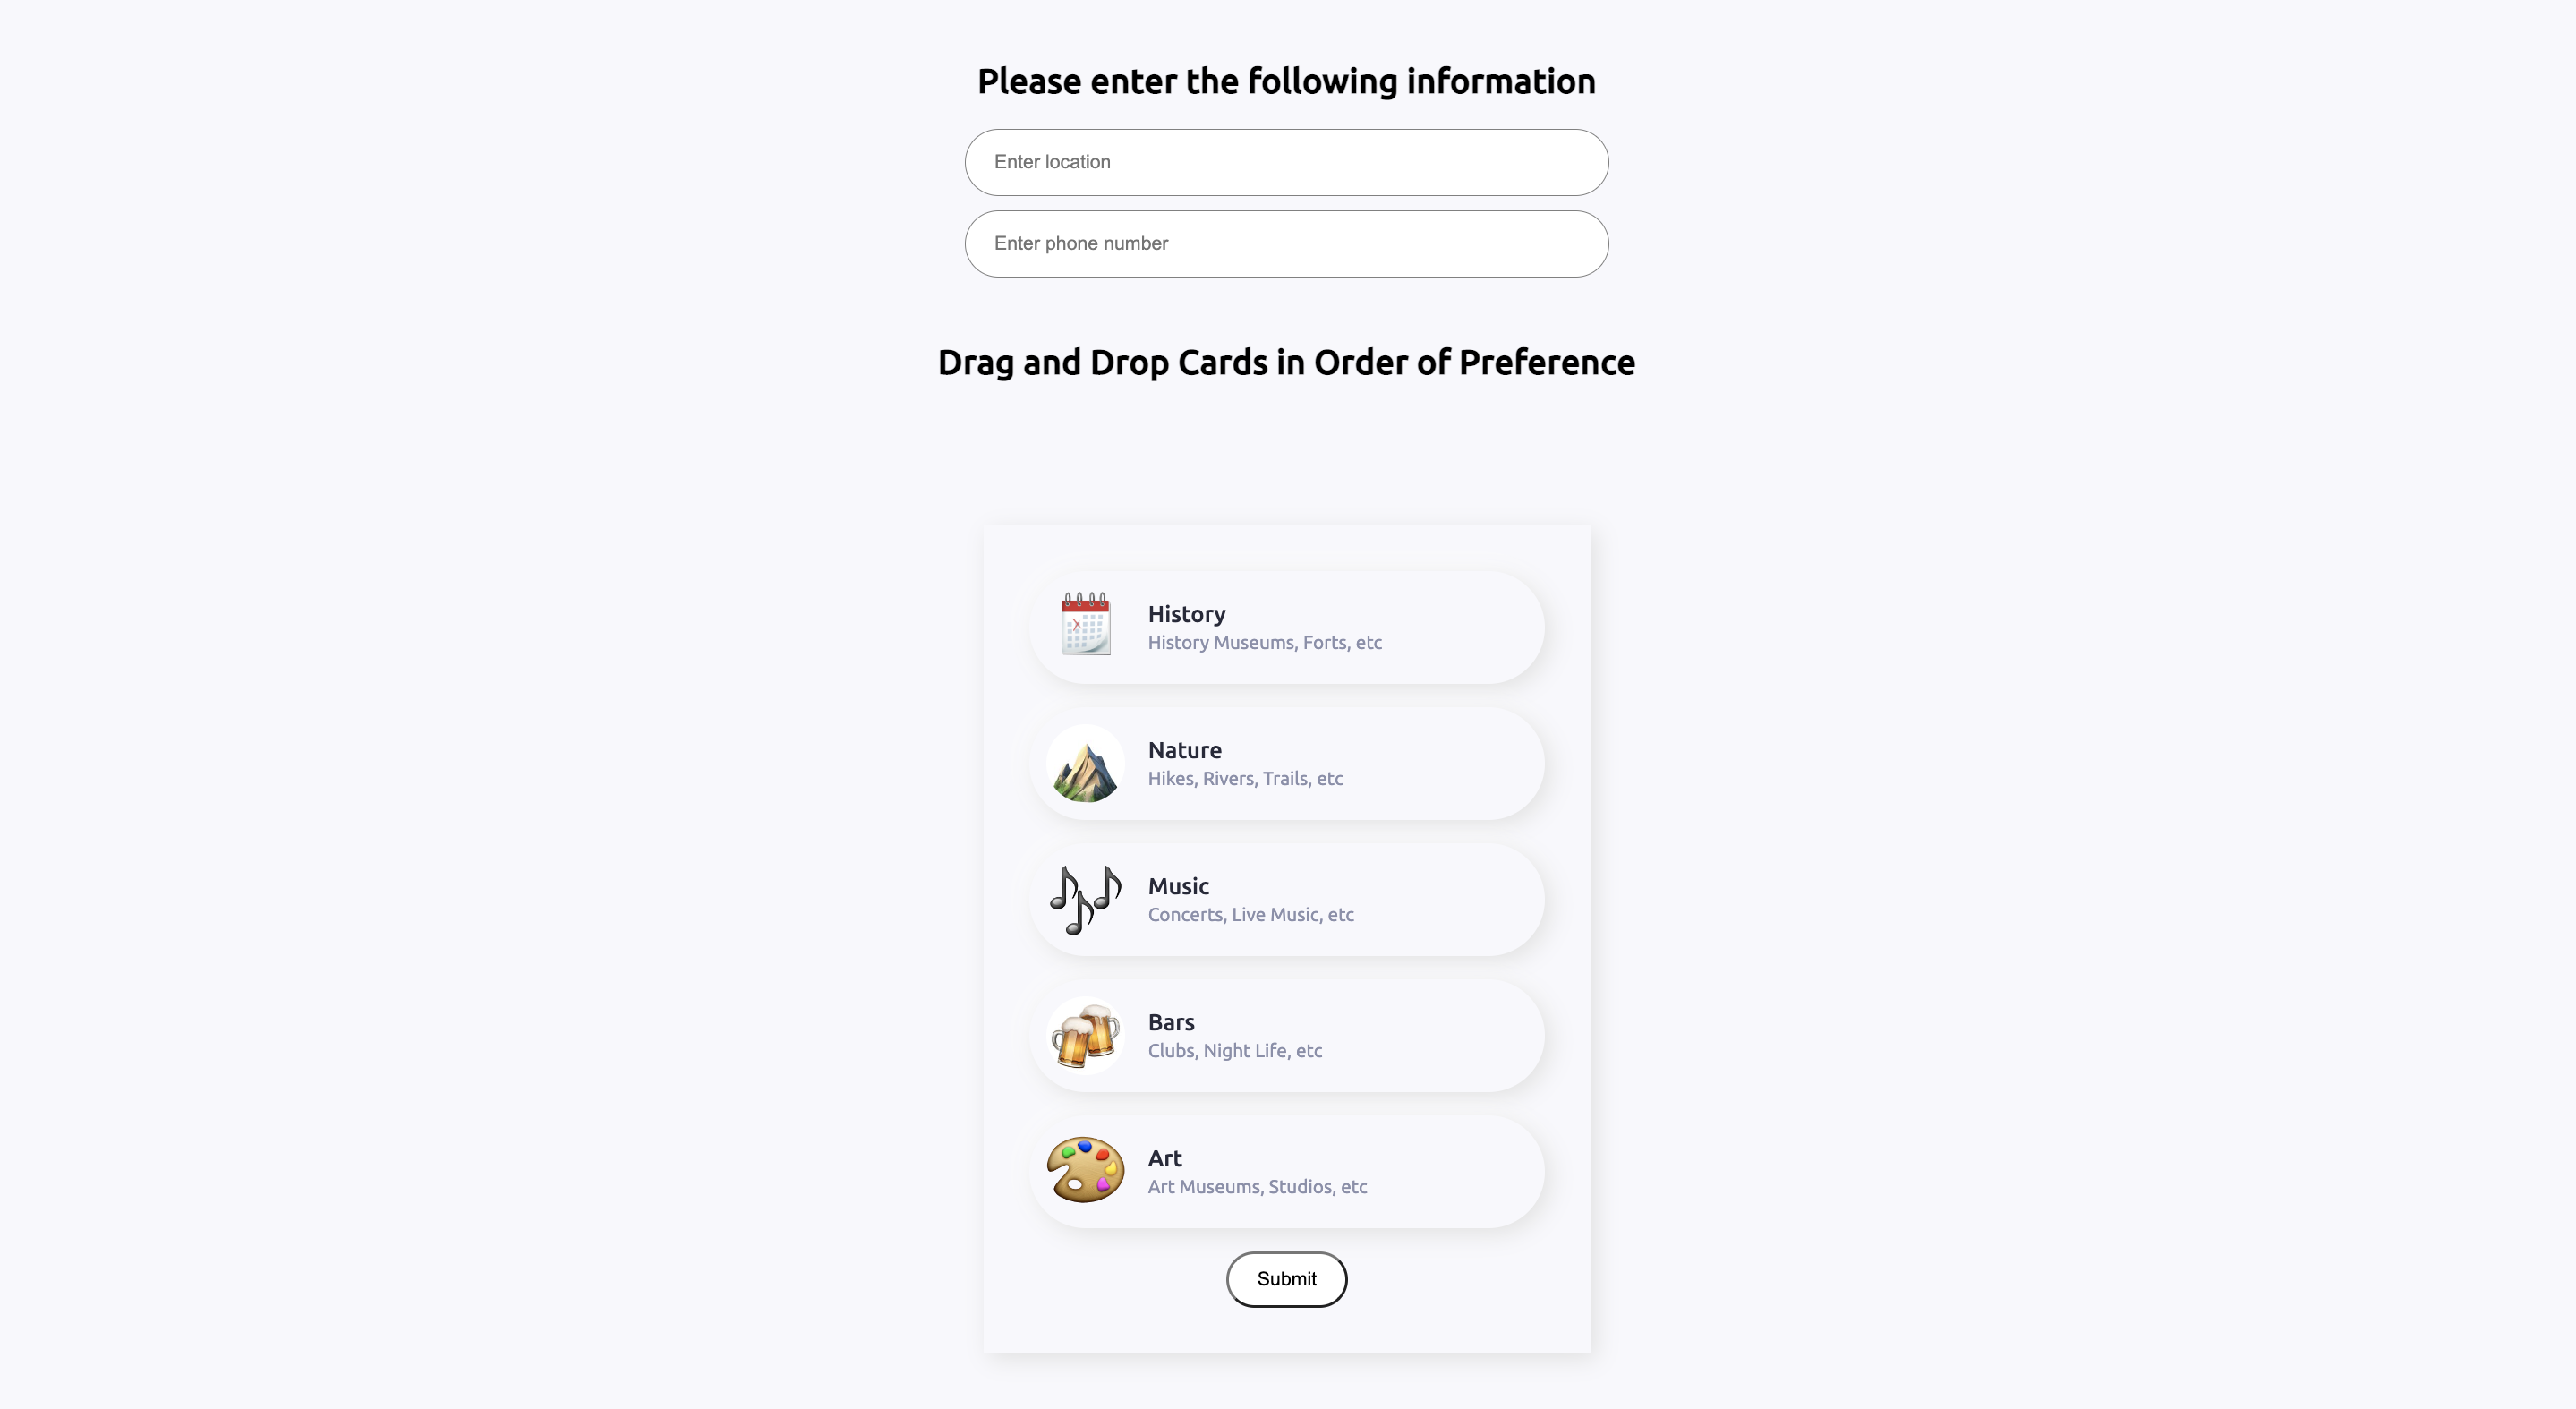 Please enter the following information
Enter location
Enter phone number
Drag and Drop Cards in Order of Preference
History
History Museums, Forts, etc
Nature
Hikes, Rivers, Trails, etc
Music
Concerts, Live Music, etc
Bars
Clubs, Night Life, etc
Art
Art Museums, Studios, etc
Submit